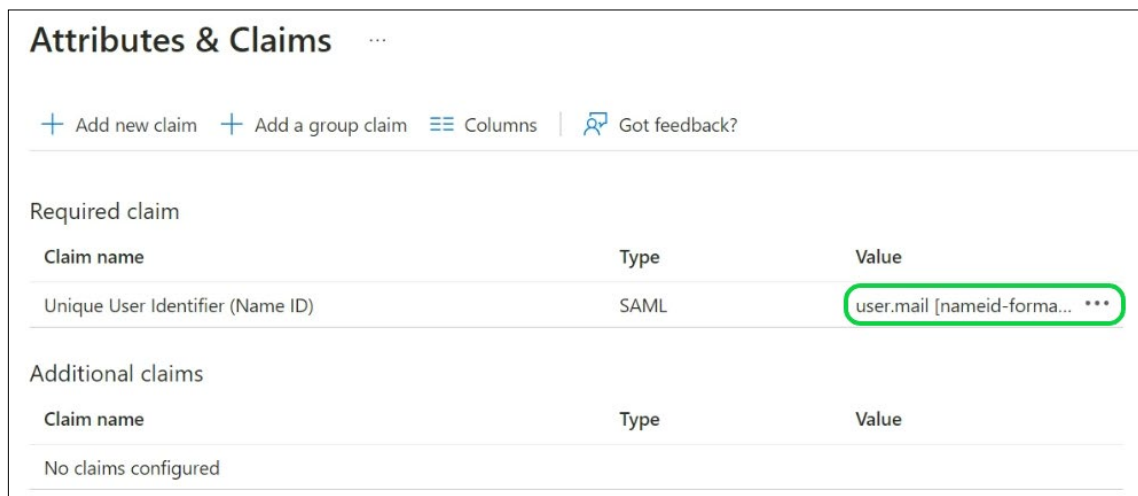 Attributes & Claims ...
Add new claim Add a group claim Columns Got feedback?
Required claim
Claim name Type Value
Unique User Identifier (Name ID) SAML user.mail [nameid-forma... •••
Additional claims
Claim name Type Value
No claims configured